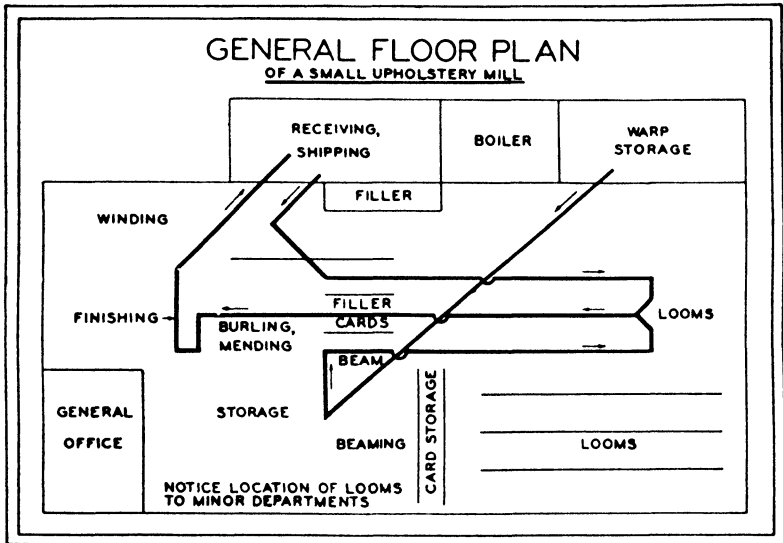 GENERAL FLOOR PLAN
OF A SMALL UPHOLSTERY MILL
RECEIVING,
SHIPPING
BOILER
WARP
STORAGE
FILLER
WINDING
FINISHING
FILLER
CARDS
BURLING,
MENDING
LOOMS
BEAM
GENERAL
OFFICE
STORAGE
BEAMING
CARD STORAGE
LOOMS
NOTICE LOCATION OF LOOMS
TO MINOR DEPARTMENTS